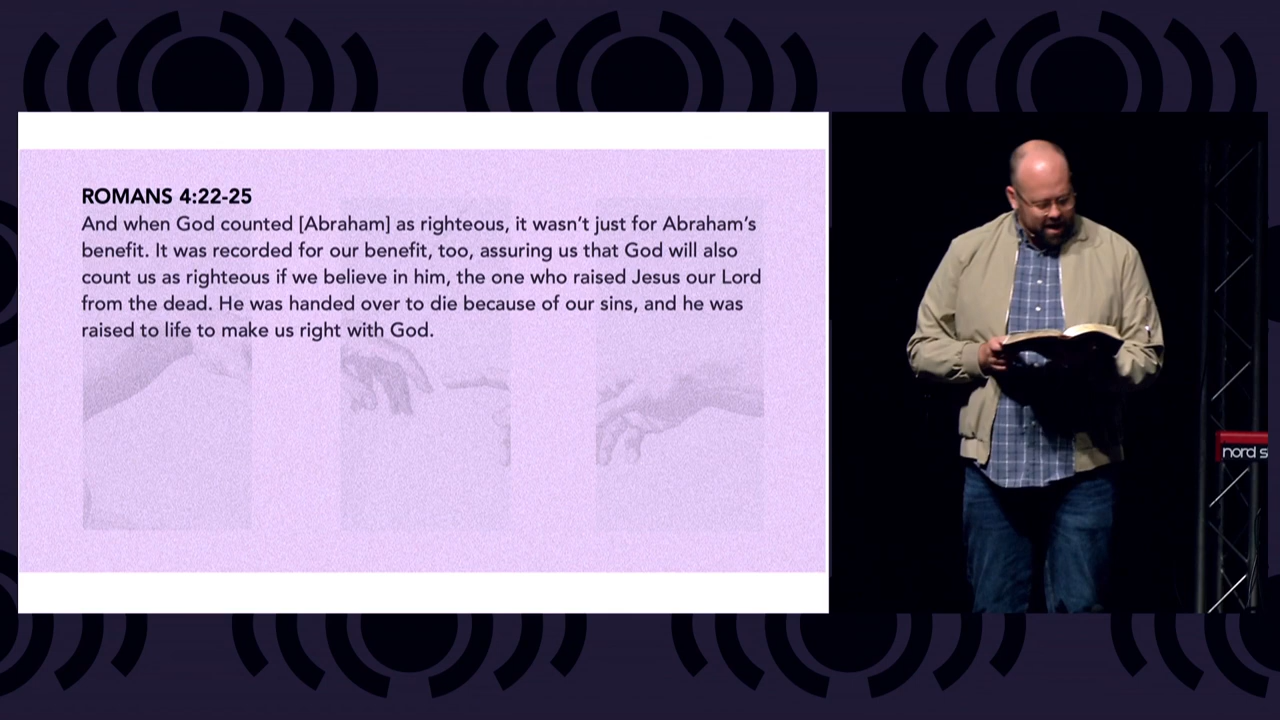 ROMANS 4:22-25
And when God counted [Abraham] as righteous, it wasn’t just for Abraham’s
benefit. It was recorded for our benefit, too, assuring us that God will also
count us as righteous if we believe in him, the one who raised Jesus our Lord
from the dead. He was handed over to die because of our sins, and he was
raised to life to make us right with God.
nord s